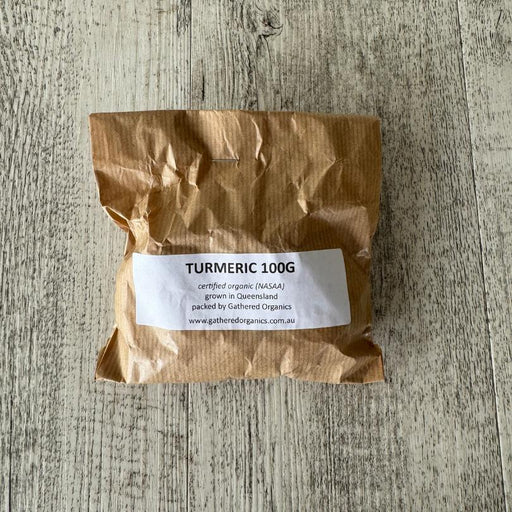 TURMERIC 100G
certified organic (NASAA)
grown in Queensland
packed by Gathered Organics
www.gatheredorganics.com.au